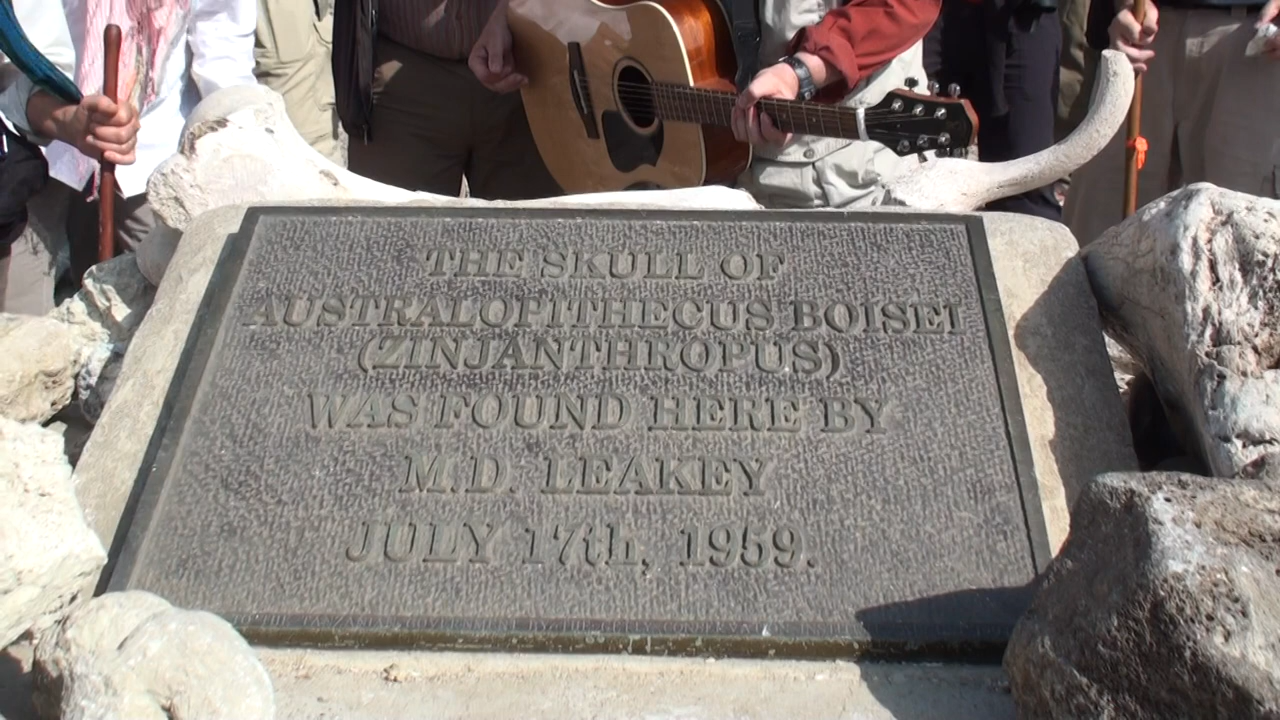 THE SKULL OF
AUSTRALOPITHECUS BOISEI
(ZINJANTHROPUS)
WAS FOUND HERE BY
M.D. LEAKEY
JULY 17th, 1959.